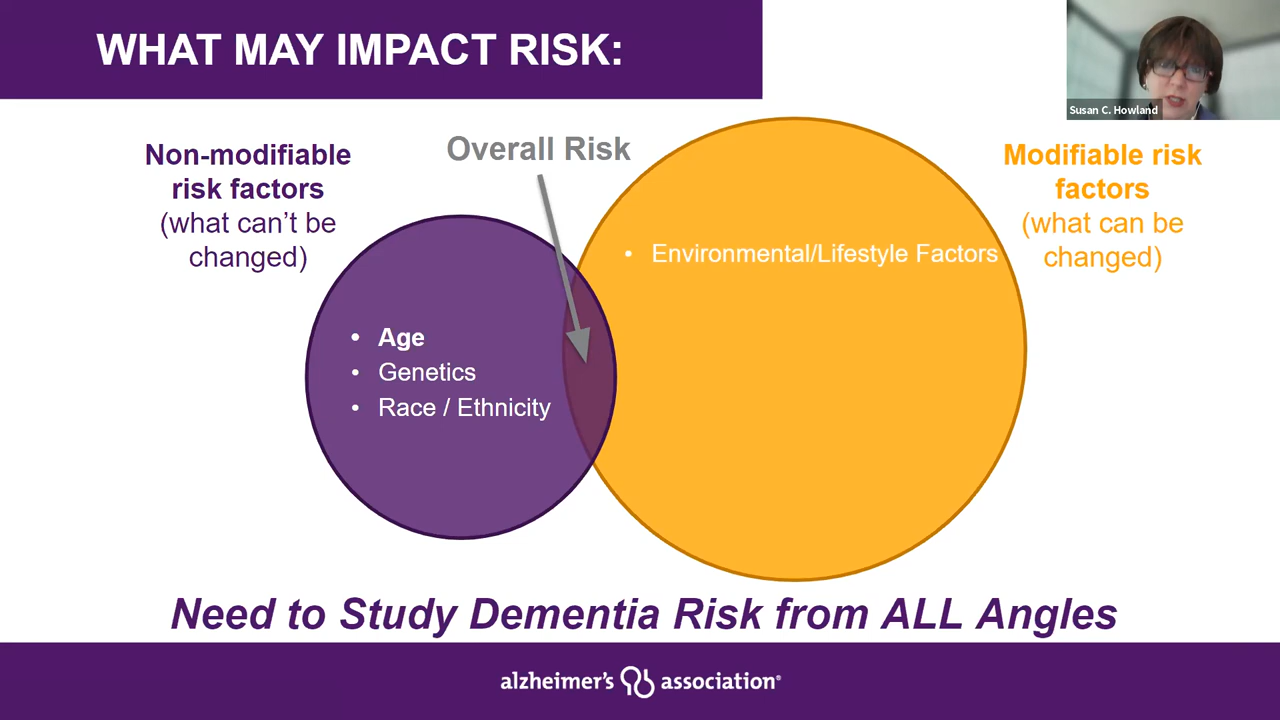 WHAT MAY IMPACT RISK:
Susan C. Howland
Non-modifiable
risk factors
(what can't be
changed)
Overall Risk
Modifiable risk
factors
(what can be
changed)
• Environmental/Lifestyle Factors
• Age
• Genetics
• Race / Ethnicity
Need to Study Dementia Risk from ALL Angles
alzheimer's association®